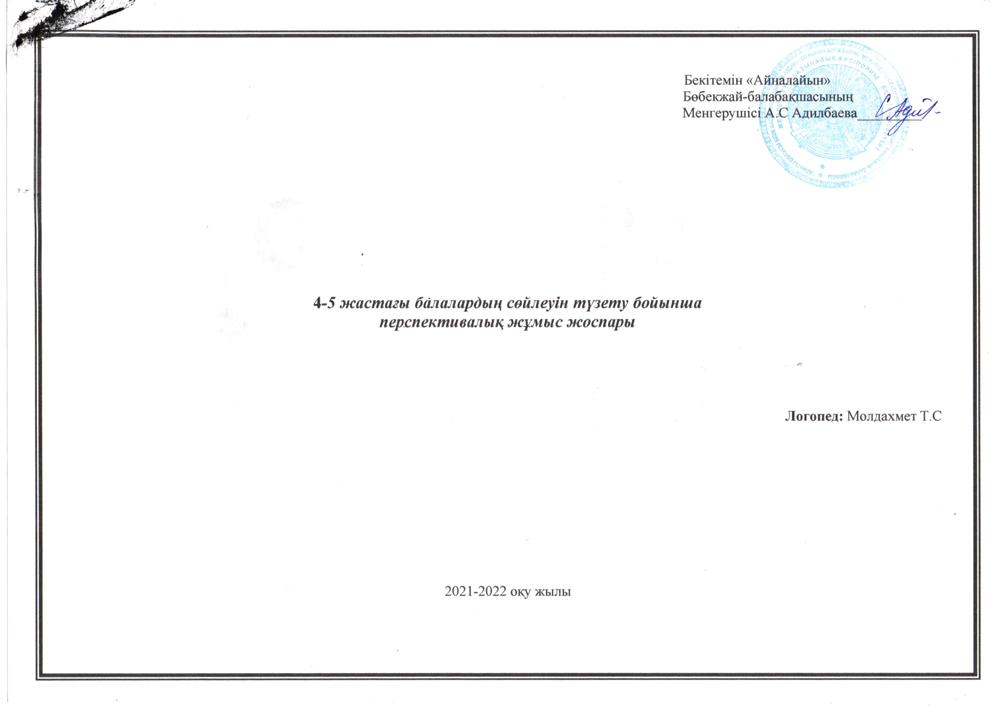 Бекітемін «Айналайын»
Бөбекжай-балабақшасының
Менгерушісі А.С Адилбаева
4-5 жастағы балалардың сөйлеуін түзету бойынша
перспективалық жұмыс жоспары
Логопед: Молдахмет Т.С
2021-2022 оқу жылы